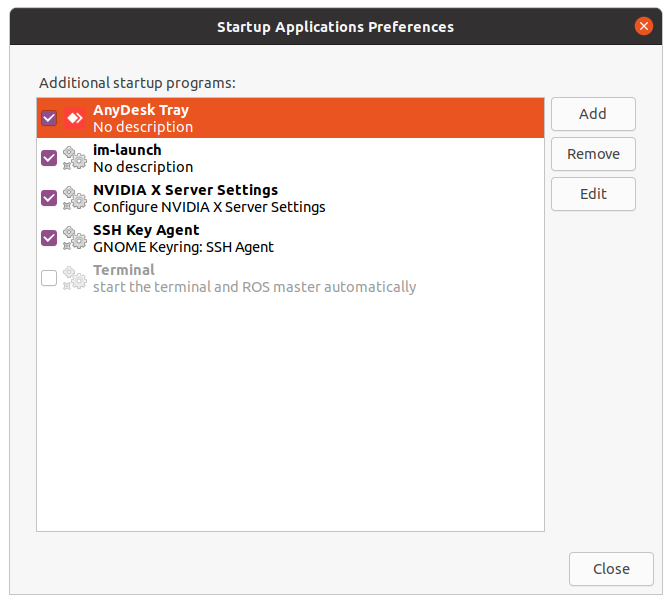 Startup Applications Preferences
Additional startup programs:
AnyDesk Tray
No description
im-launch
No description
NVIDIA X Server Settings
Configure NVIDIA X Server Settings
SSH Key Agent
GNOME Keyring: SSH Agent
Terminal
start the terminal and ROS master automatically
Add
Remove
Edit
Close